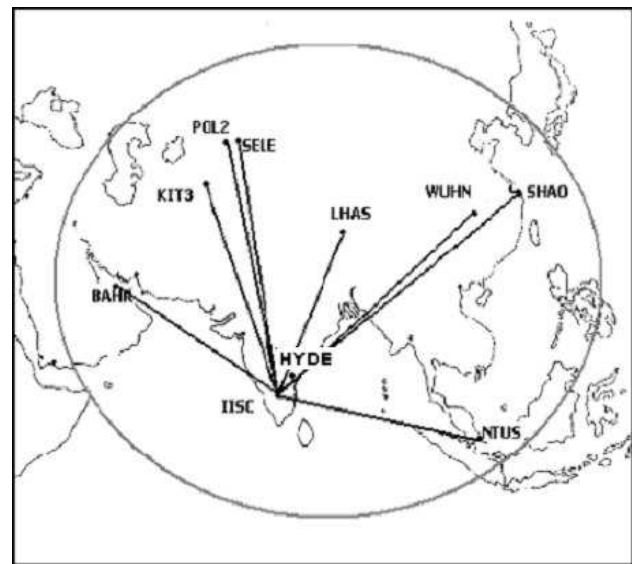 POL2
SELE
KIT3
LHAS
WUHN
SHAO
BAHR
HYDE
IISC
NTUS